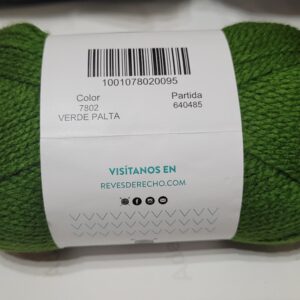 1001078020095
Color Partida
7802 640485
VERDE PALTA
VISÍTANOS EN
REVESDERECHO.COM